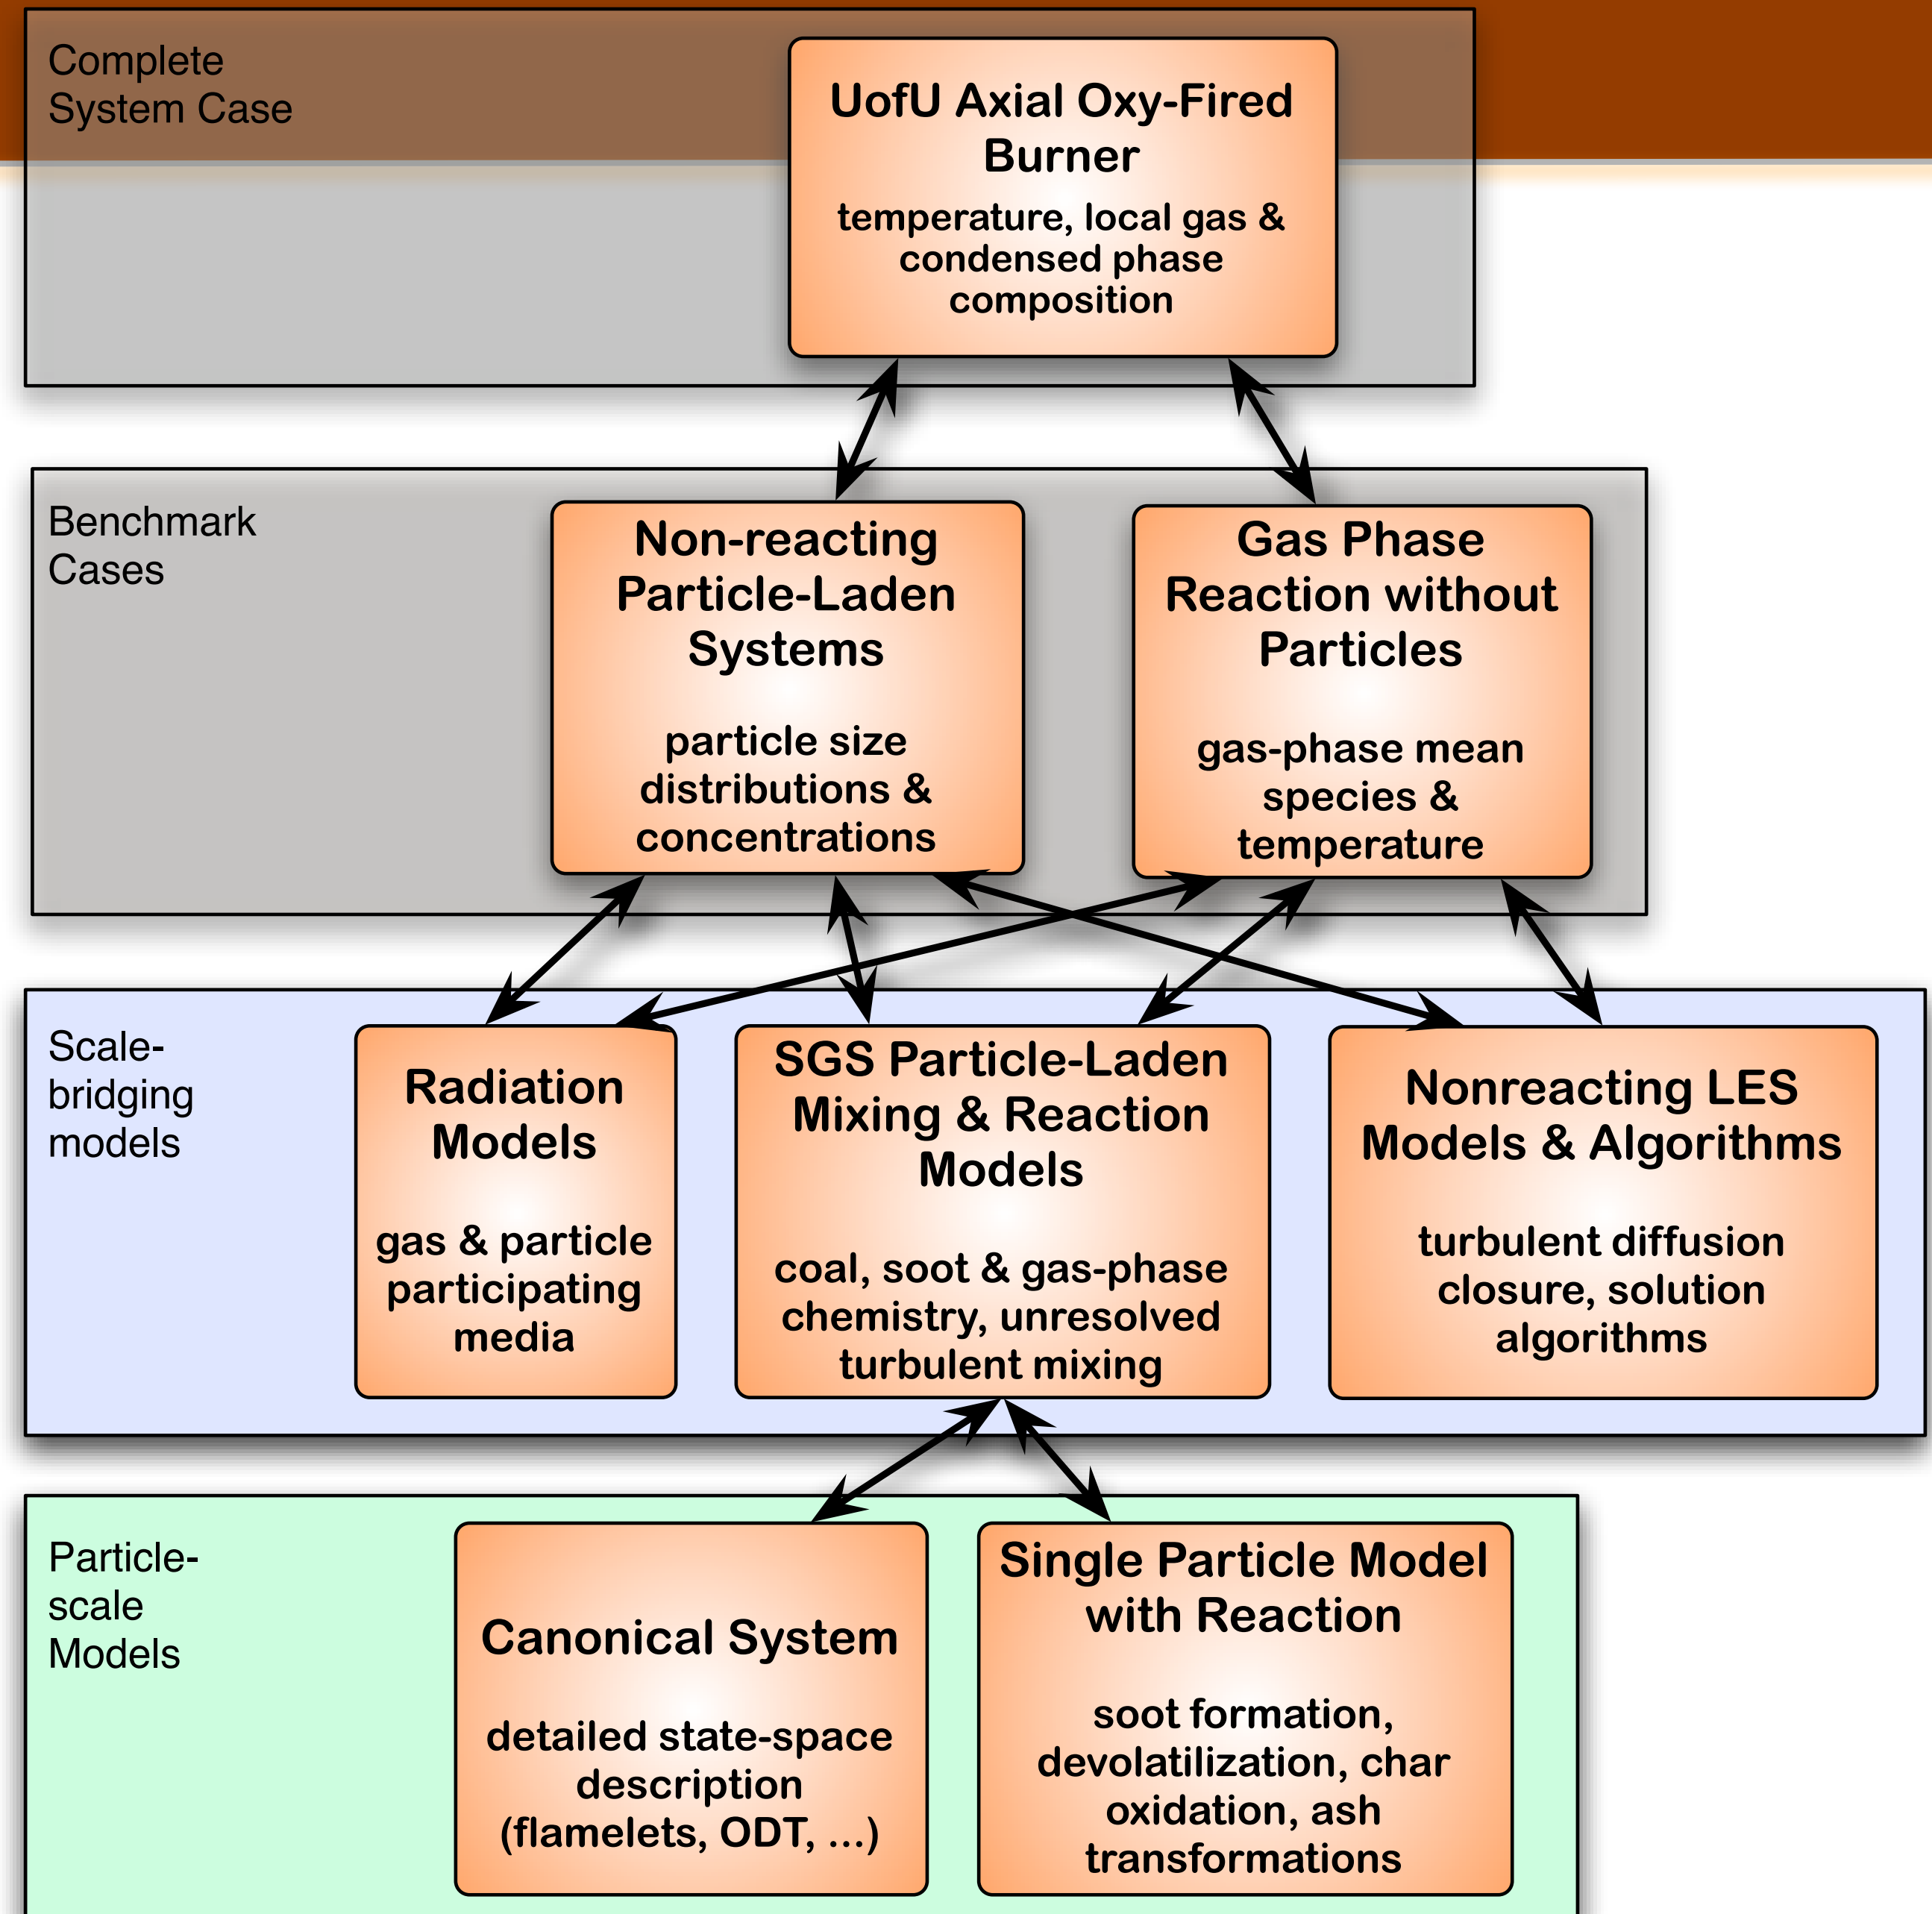 Complete
System Case
UofU Axial Oxy-Fired
Burner
temperature, local gas &
condensed phase
composition
Benchmark
Cases
Non-reacting
Particle-Laden
Systems
particle size
distributions &
concentrations
Gas Phase
Reaction without
Particles
gas-phase mean
species &
temperature
Scale-
bridging
models
Radiation
Models
gas & particle
participating
media
SGS Particle-Laden
Mixing & Reaction
Models
coal, soot & gas-phase
chemistry, unresolved
turbulent mixing
Nonreacting LES
Models & Algorithms
turbulent diffusion
closure, solution
algorithms
Particle-
scale
Models
Canonical System
detailed state-space
description
(flamelets, ODT, ...)
Single Particle Model
with Reaction
soot formation,
devolatilization, char
oxidation, ash
transformations